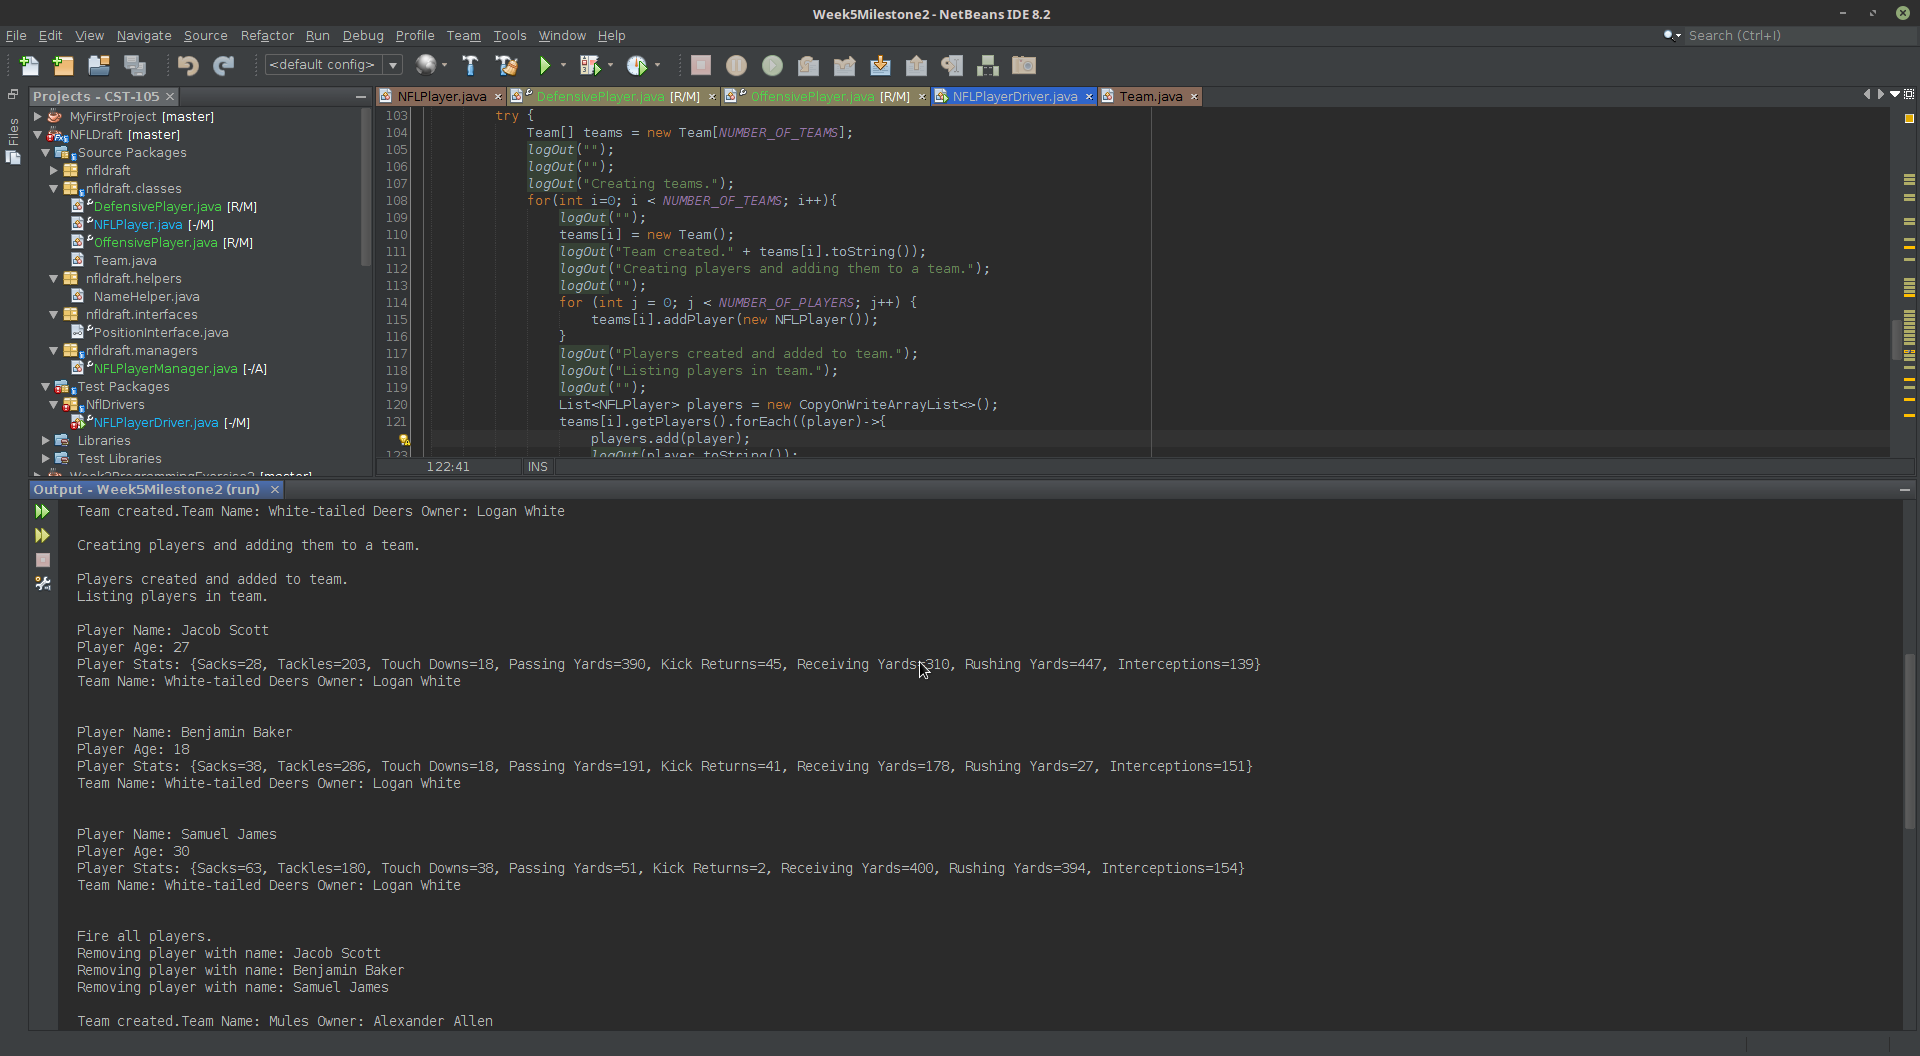 Week5Milestone2 - NetBeans IDE 8.2
File Edit View Navigate Source Refactor Run Debug Profile Team Tools Window Help
Search (Ctrl+I)
<default config>
Files
Projects - CST-105
MyFirstProject [master]
NFLDraft [master]
Source Packages
nfldraft
nfldraft.classes
DefensivePlayer.java [R/M]
NFLPlayer.java [-/M]
OffensivePlayer.java [R/M]
Team.java
nfldraft.helpers
NameHelper.java
nfldraft.interfaces
PositionInterface.java
nfldraft.managers
NFLPlayerManager.java [-/A]
Test Packages
NflDrivers
NFLPlayerDriver.java [-/M]
Libraries
Test Libraries
Week2ProgrammingExercise2 [master]
NFLPlayer.java DefensivePlayer.java [R/M] OffensivePlayer.java [R/M] NFLPlayerDriver.java Team.java
103 try {
104 Team[] teams = new Team[NUMBER_OF_TEAMS];
105 logOut("");
106 logOut("");
107 logOut("Creating teams.");
108 for(int i=0; i < NUMBER_OF_TEAMS; i++){
109 logOut("");
110 teams[i] = new Team();
111 logOut("Team created." + teams[i].toString());
112 logOut("Creating players and adding them to a team.");
113 logOut("");
114 for (int j = 0; j < NUMBER_OF_PLAYERS; j++) {
115 teams[i].addPlayer(new NFLPlayer());
116 }
117 logOut("Players created and added to team.");
118 logOut("Listing players in team.");
119 logOut("");
120 List<NFLPlayer> players = new CopyOnWriteArrayList<>();
121 teams[i].getPlayers().forEach((player)->{
players.add(player);
123 logOut(player.toString());
122:41 INS
Output - Week5Milestone2 (run)
Team created.Team Name: White-tailed Deers Owner: Logan White
Creating players and adding them to a team.
Players created and added to team.
Listing players in team.
Player Name: Jacob Scott
Player Age: 27
Player Stats: {Sacks=28, Tackles=203, Touch Downs=18, Passing Yards=390, Kick Returns=45, Receiving Yards=310, Rushing Yards=447, Interceptions=139}
Team Name: White-tailed Deers Owner: Logan White
Player Name: Benjamin Baker
Player Age: 18
Player Stats: {Sacks=38, Tackles=286, Touch Downs=18, Passing Yards=191, Kick Returns=41, Receiving Yards=178, Rushing Yards=27, Interceptions=151}
Team Name: White-tailed Deers Owner: Logan White
Player Name: Samuel James
Player Age: 30
Player Stats: {Sacks=63, Tackles=180, Touch Downs=38, Passing Yards=51, Kick Returns=2, Receiving Yards=400, Rushing Yards=394, Interceptions=154}
Team Name: White-tailed Deers Owner: Logan White
Fire all players.
Removing player with name: Jacob Scott
Removing player with name: Benjamin Baker
Removing player with name: Samuel James
Team created.Team Name: Mules Owner: Alexander Allen